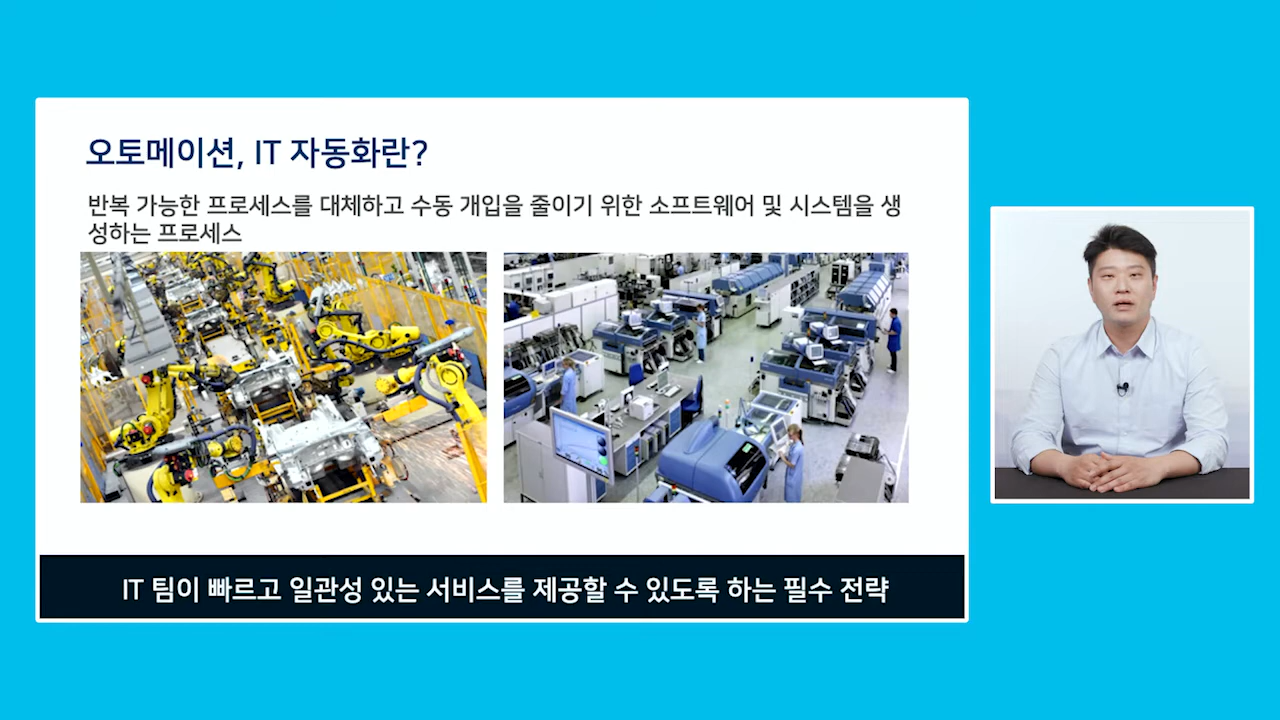 오토메이션, IT 자동화란?
반복 가능한 프로세스를 대체하고 수동 개입을 줄이기 위한 소프트웨어 및 시스템을 생
성하는 프로세스
IT 팀이 빠르고 일관성 있는 서비스를 제공할 수 있도록 하는 필수 전략